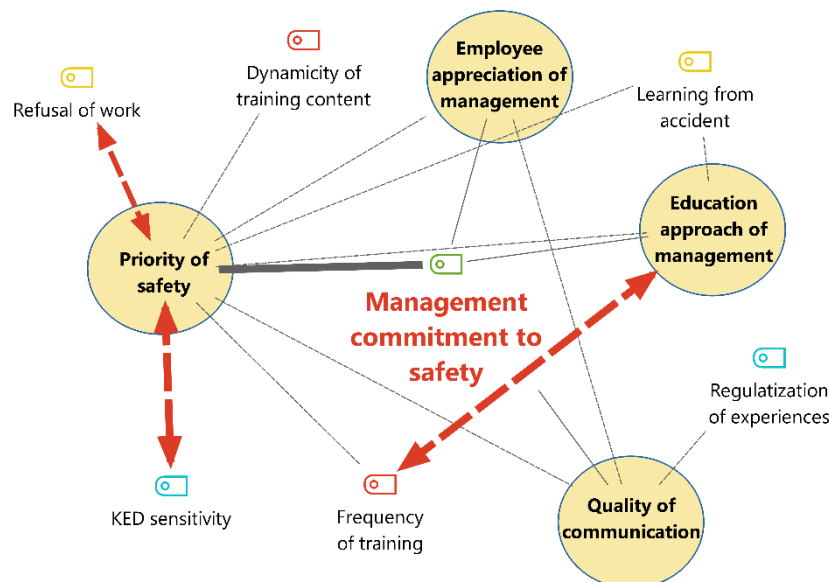 Employee
appreciation of
management
Dynamicity of
training content
Refusal of work
Learning from
accident
Education
approach of
management
Priority of
safety
Management
commitment to
safety
Regulatization
of experiences
KED sensitivity
Frequency
of training
Quality of
communication